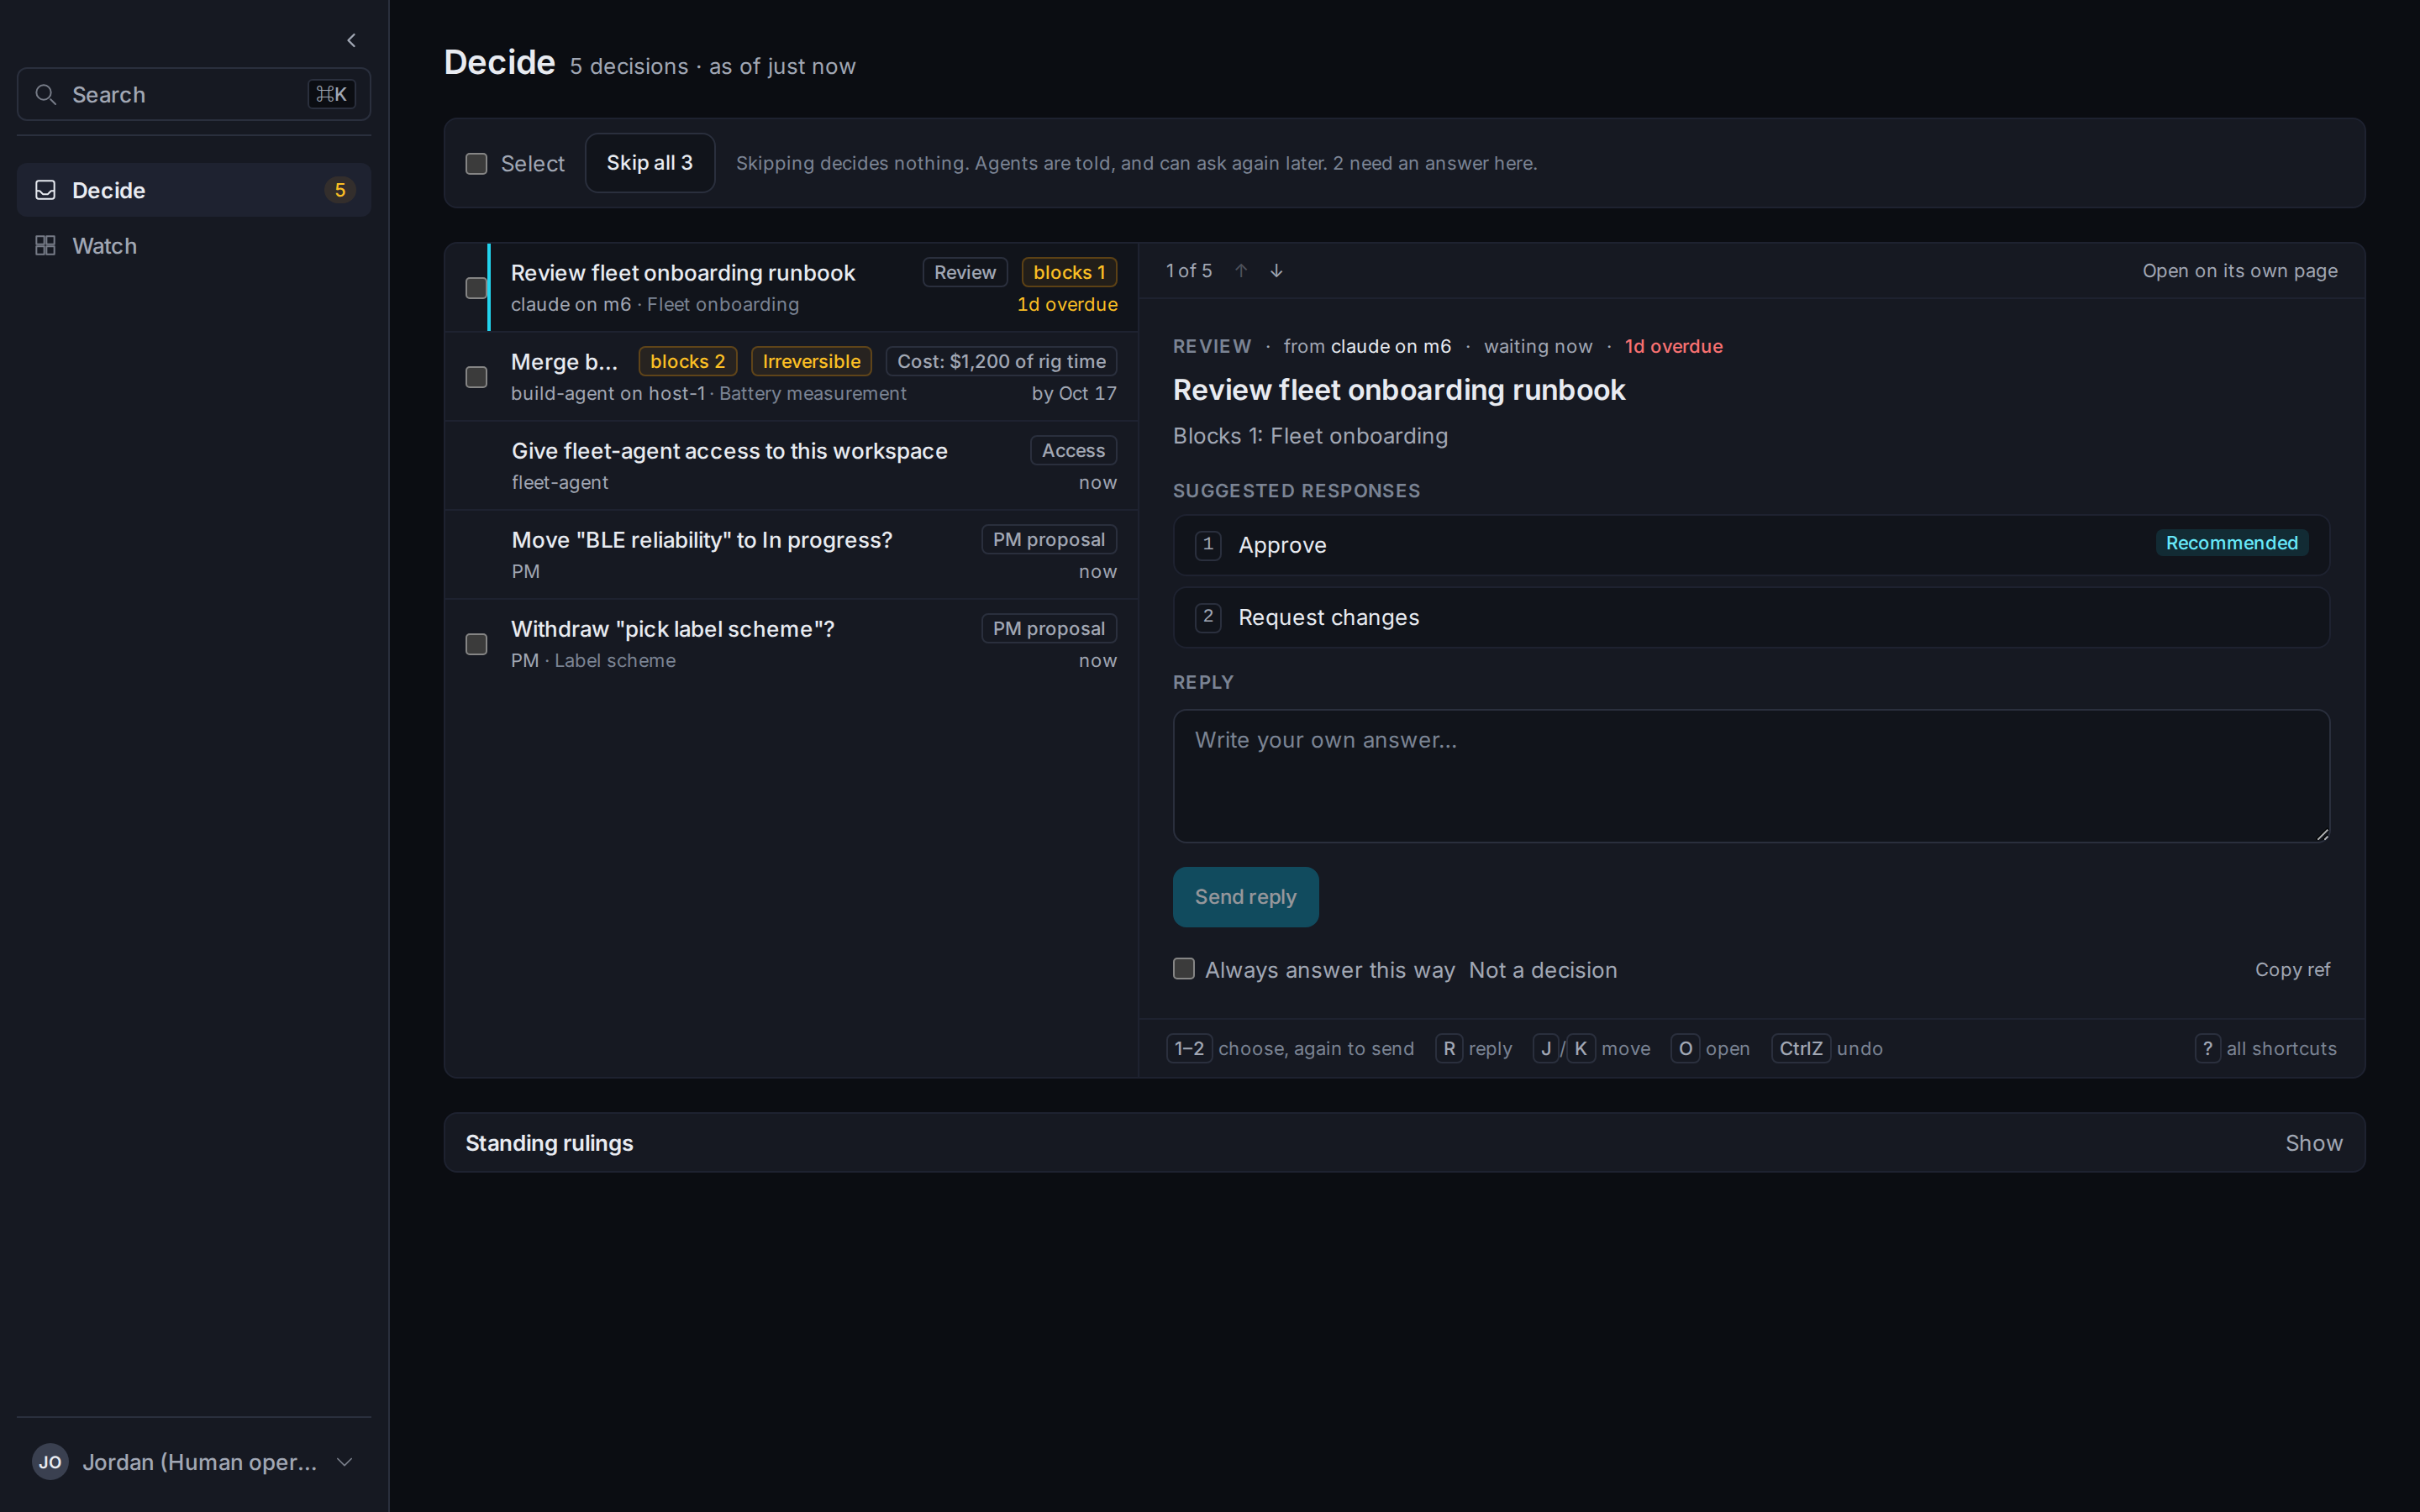 Search ⌘K
Decide 5
Watch
JO Jordan (Human oper...
Decide 5 decisions · as of just now
Select Skip all 3 Skipping decides nothing. Agents are told, and can ask again later. 2 need an answer here.
Review fleet onboarding runbook Review blocks 1
claude on m6 · Fleet onboarding 1d overdue
Merge b... blocks 2 Irreversible Cost: $1,200 of rig time
build-agent on host-1 · Battery measurement by Oct 17
Give fleet-agent access to this workspace Access
fleet-agent now
Move "BLE reliability" to In progress? PM proposal
PM now
Withdraw "pick label scheme"? PM proposal
PM · Label scheme now
1 of 5 ↑ ↓ Open on its own page
REVIEW · from claude on m6 · waiting now · 1d overdue
Review fleet onboarding runbook
Blocks 1: Fleet onboarding
SUGGESTED RESPONSES
1 Approve Recommended
2 Request changes
REPLY
Write your own answer...
Send reply
Always answer this way Not a decision Copy ref
1–2 choose, again to send R reply J/K move O open CtrlZ undo ? all shortcuts
Standing rulings Show